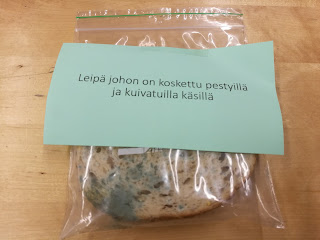 Leipä johon on koskettu pestyillä
ja kuivatuilla käsillä